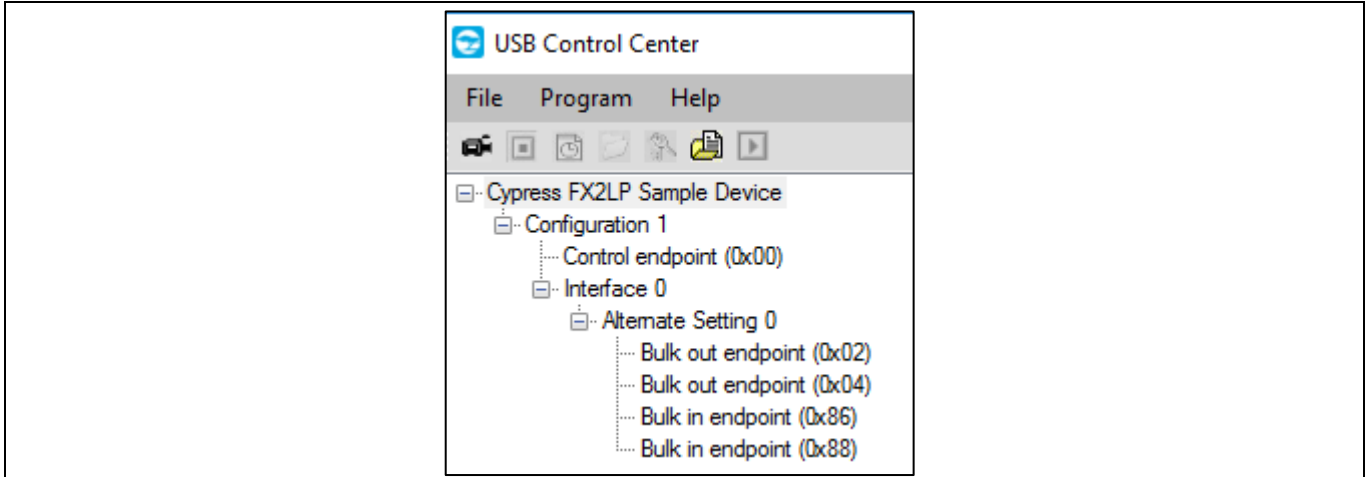 USB Control Center
File Program Help
Cypress FX2LP Sample Device
Configuration 1
Control endpoint (0x00)
Interface 0
Alternate Setting 0
Bulk out endpoint (0x02)
Bulk out endpoint (0x04)
Bulk in endpoint (0x86)
Bulk in endpoint (0x88)